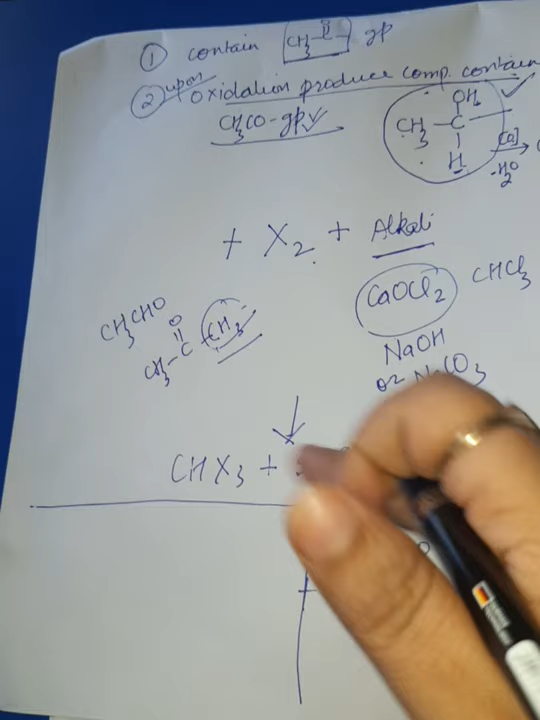 ① contain CH3-C- gp
O
② upon Oxidation produce comp. contain
CH3CO-gp
OH
CH3-C-
H
[O]
-H2O
+ X2 + Alkali
CaOCl2 CHCl3
CH3CHO
O
CH3-C-CH3
NaOH
or CO3
CHX3 +